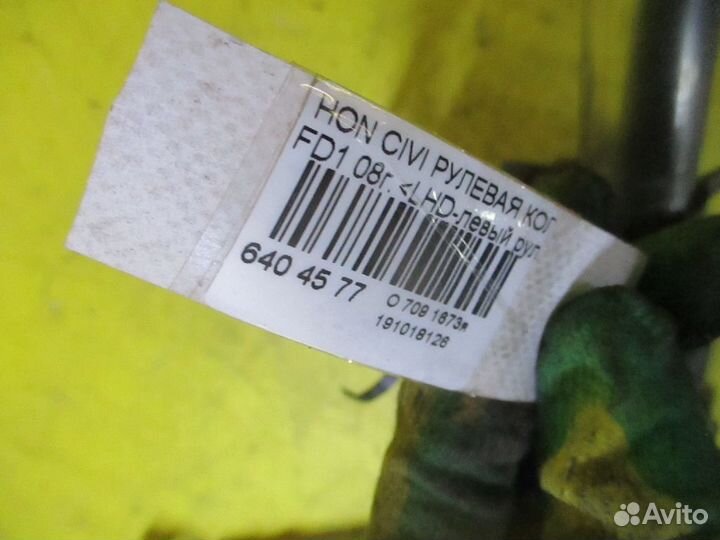 HON CIVI РУЛЕВАЯ КОЛ
FD1 08г. <LHD-левый рул
640 45 77
О 709 1673я
191018126
Avito